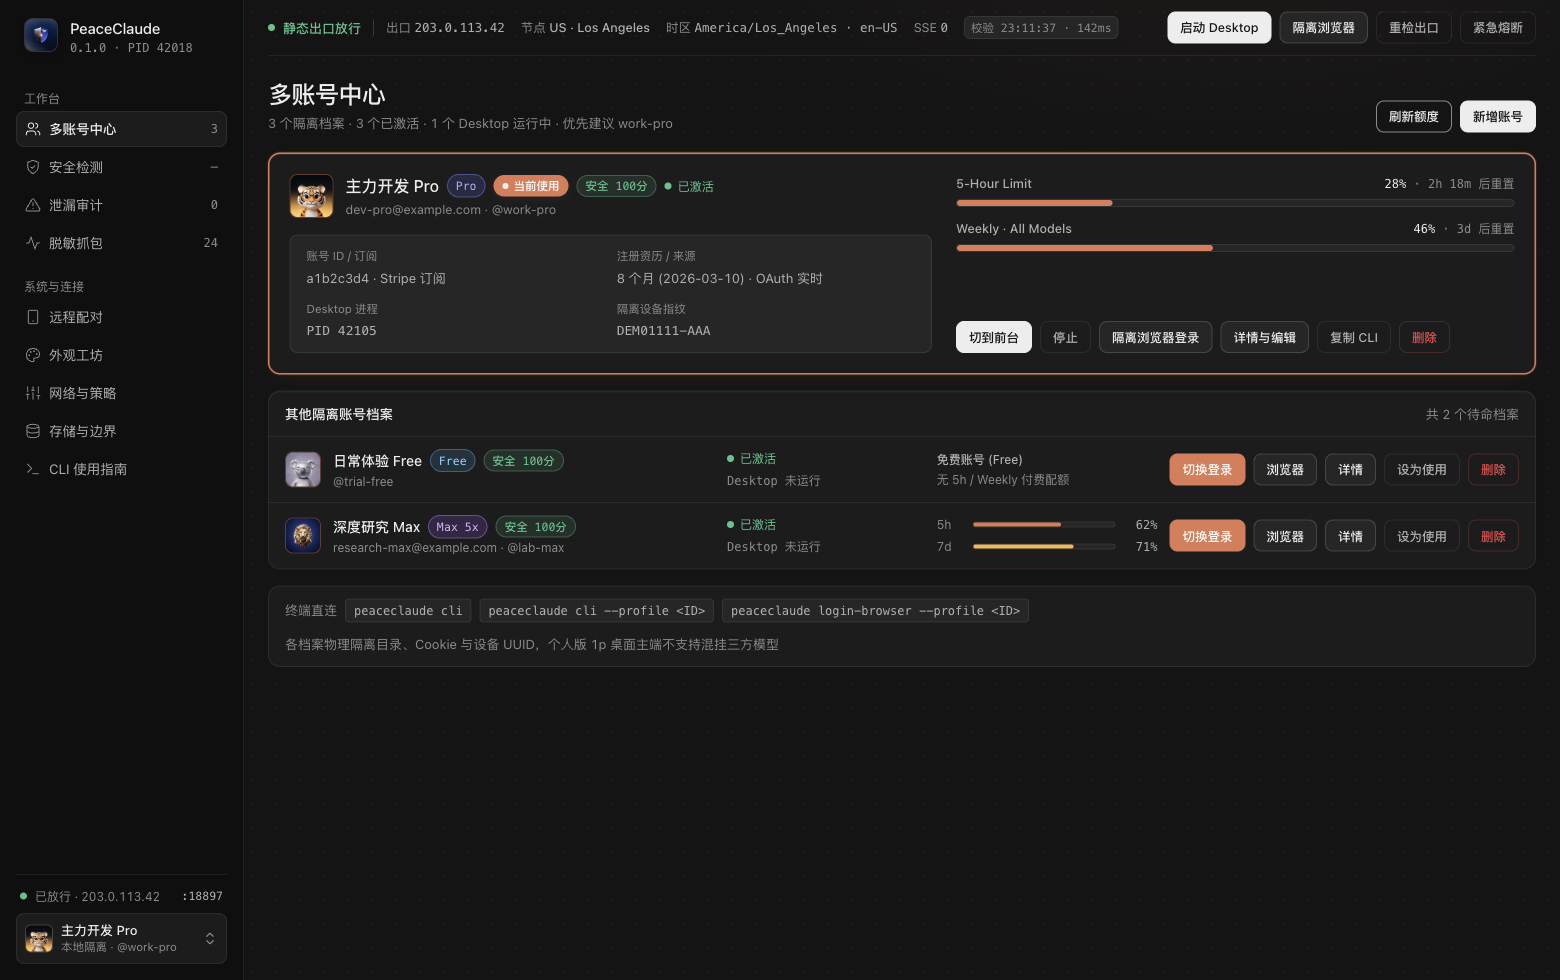 PeaceClaude
0.1.0 · PID 42018
工作台
多账号中心 3
安全检测 —
泄漏审计 0
脱敏抓包 24
系统与连接
远程配对
外观工坊
网络与策略
存储与边界
CLI 使用指南
已放行 · 203.0.113.42 :18897
主力开发 Pro
本地隔离 · @work-pro
静态出口放行 出口 203.0.113.42 节点 US · Los Angeles 时区 America/Los_Angeles · en-US SSE 0 校验 23:11:37 · 142ms 启动 Desktop 隔离浏览器 重检出口 紧急熔断
多账号中心
3 个隔离档案 · 3 个已激活 · 1 个 Desktop 运行中 · 优先建议 work-pro
刷新额度 新增账号
主力开发 Pro Pro 当前使用 安全 100分 已激活
dev-pro@example.com · @work-pro
账号 ID / 订阅 注册资历 / 来源
a1b2c3d4 · Stripe 订阅 8 个月 (2026-03-10) · OAuth 实时
Desktop 进程 隔离设备指纹
PID 42105 DEM01111-AAA
5-Hour Limit 28% · 2h 18m 后重置
Weekly · All Models 46% · 3d 后重置
切到前台 停止 隔离浏览器登录 详情与编辑 复制 CLI 删除
其他隔离账号档案 共 2 个待命档案
日常体验 Free Free 安全 100分
@trial-free
已激活
Desktop 未运行
免费账号 (Free)
无 5h / Weekly 付费配额
切换登录 浏览器 详情 设为使用 删除
深度研究 Max Max 5x 安全 100分
research-max@example.com · @lab-max
已激活
Desktop 未运行
5h 62%
7d 71%
切换登录 浏览器 详情 设为使用 删除
终端直连 peaceclaude cli peaceclaude cli --profile <ID> peaceclaude login-browser --profile <ID>
各档案物理隔离目录、Cookie 与设备 UUID，个人版 1p 桌面主端不支持混挂三方模型